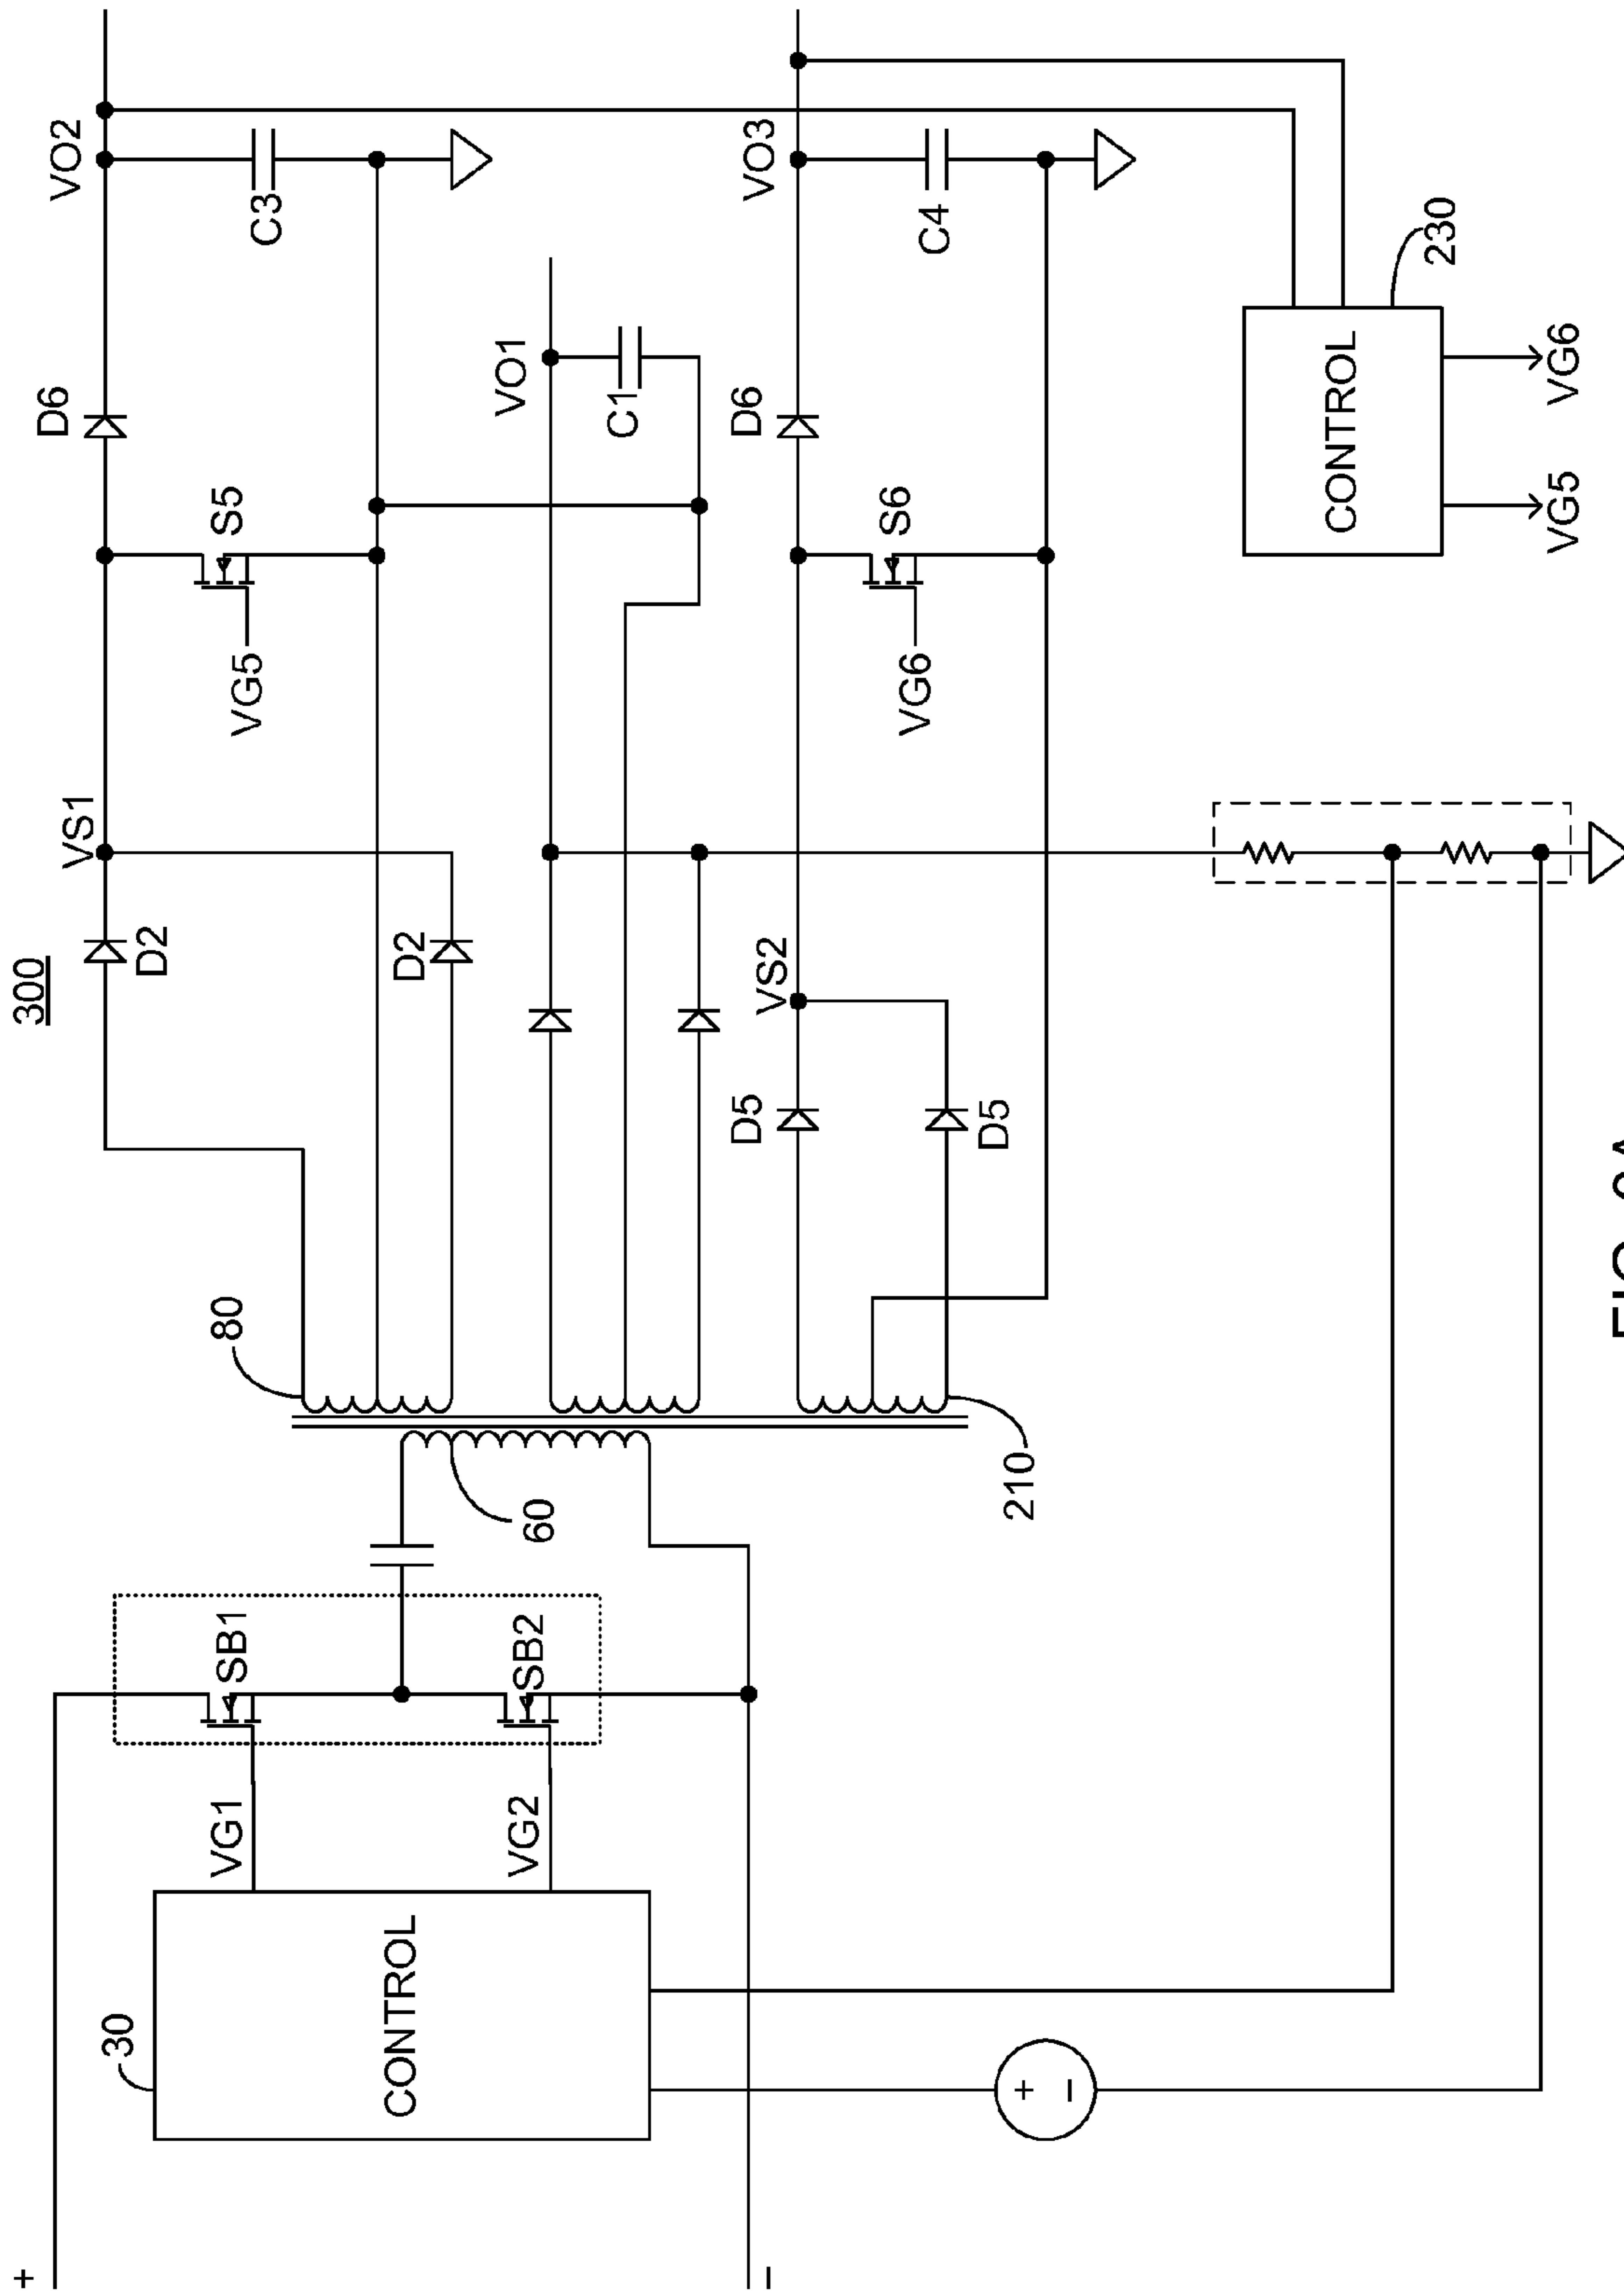 +
300
D6
VO2
VS1
30
D2
VG1
SB1
80
S5
VG5
C3
CONTROL
D2
VG2
SB2
60
VO1
C1
D5
D6
VO3
VS2
–
S6
VG6
C4
D5
210
+
–
CONTROL
230
VG5
VG6
FIG.